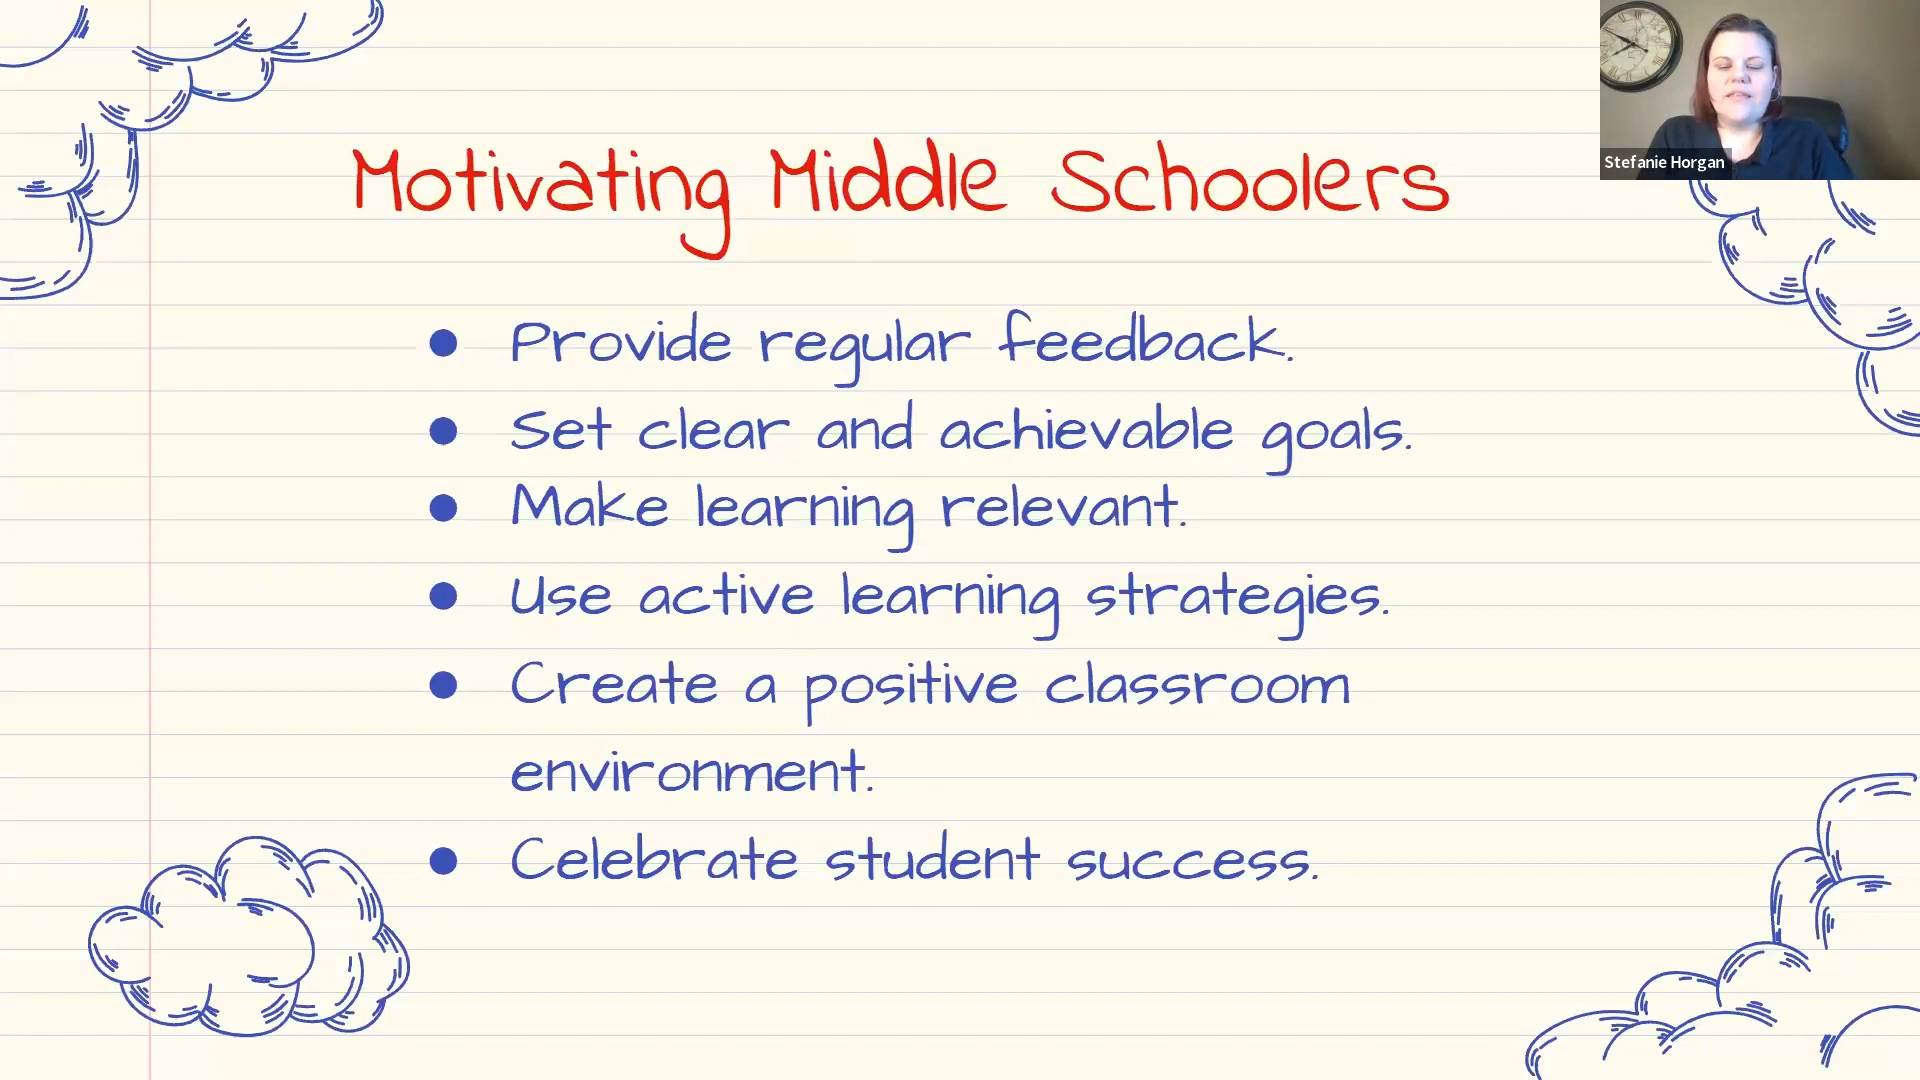 Stefanie Horgan
Motivating Middle Schoolers
● Provide regular feedback.
● Set clear and achievable goals.
● Make learning relevant.
● Use active learning strategies.
● Create a positive classroom
environment.
● Celebrate student success.